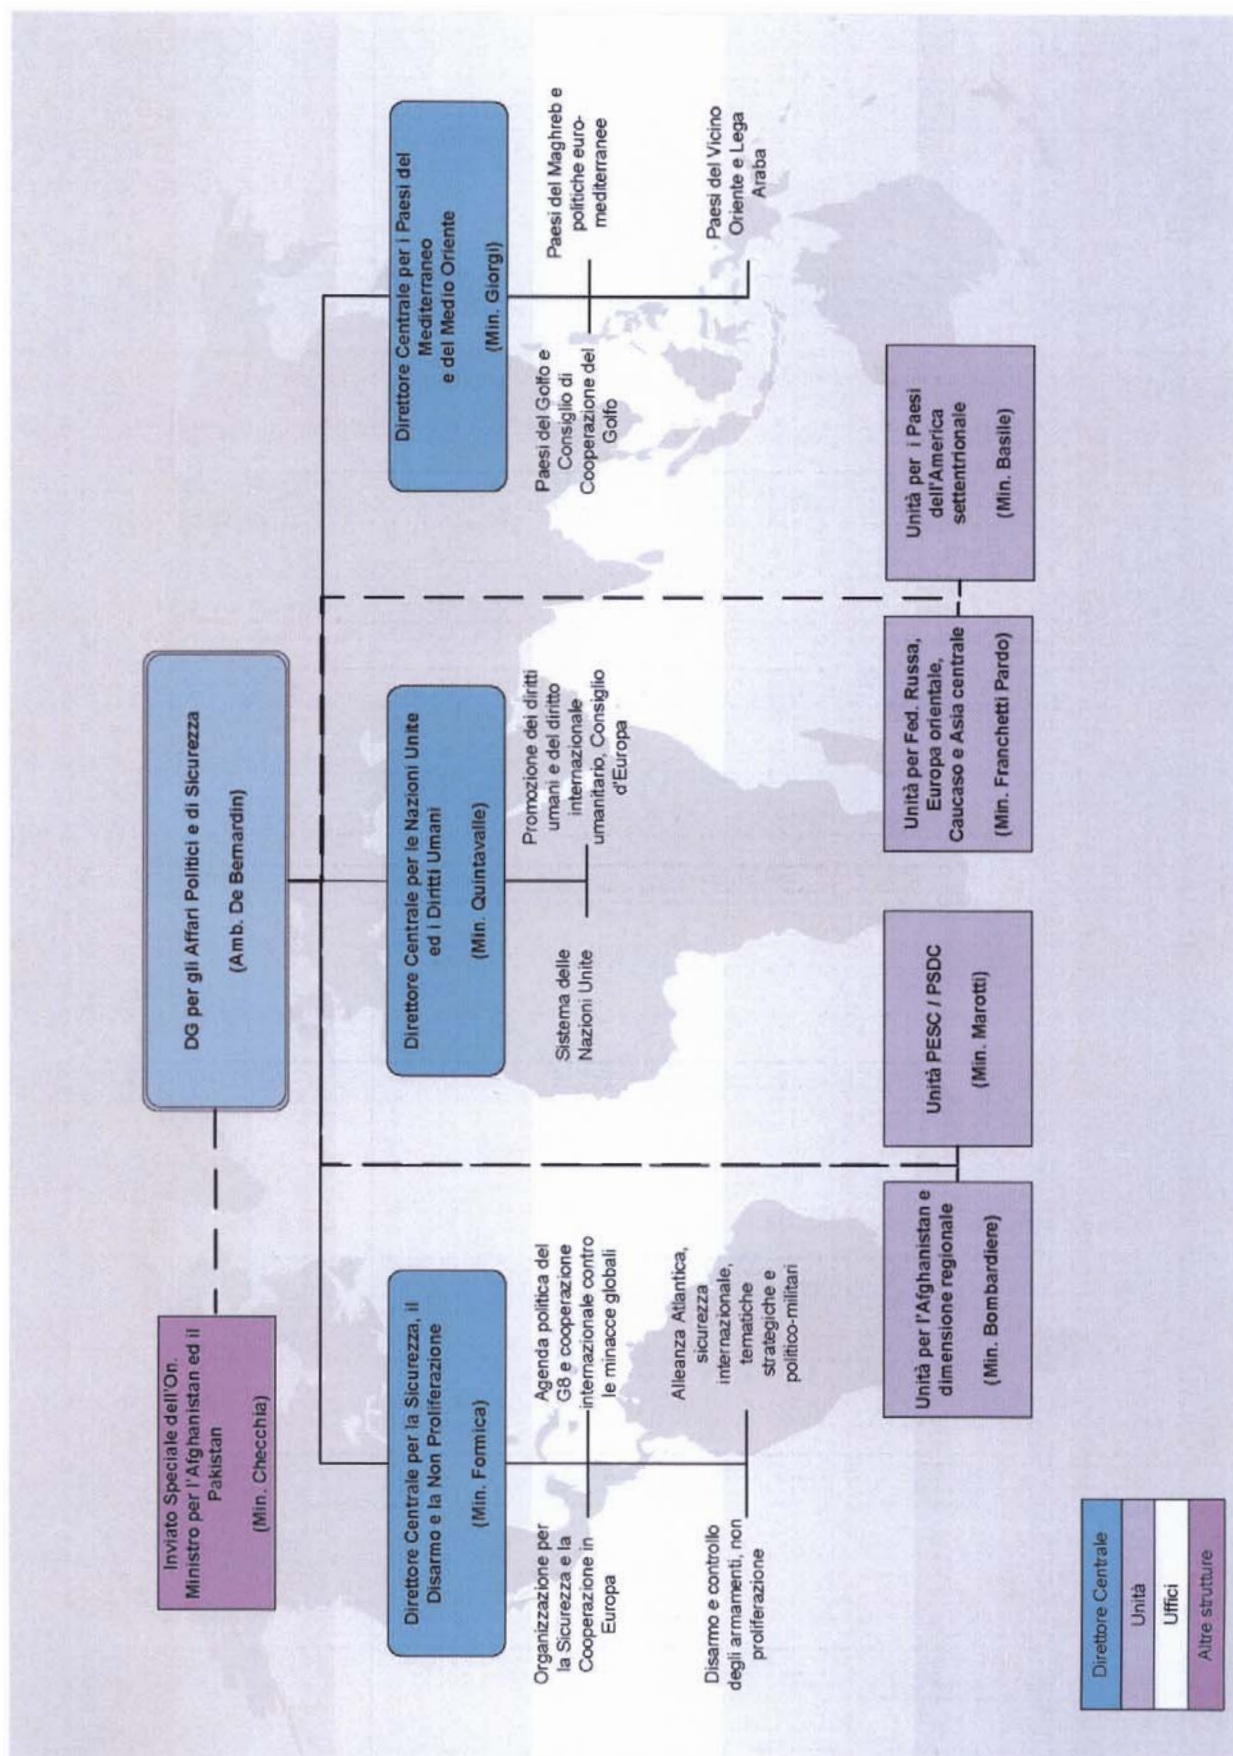 Inviato Speciale dell'On.
Ministro per l'Afghanistan ed il
Pakistan
(Min. Checchia)
DG per gli Affari Politici e di Sicurezza
(Amb. De Bernardin)
Direttore Centrale per la Sicurezza, il
Disarmo e la Non Proliferazione
(Min. Formica)
Direttore Centrale per le Nazioni Unite
ed i Diritti Umani
(Min. Quintavalle)
Direttore Centrale per i Paesi del
Mediterraneo
e del Medio Oriente
(Min. Giorgi)
Organizzazione per
la Sicurezza e la
Cooperazione in
Europa
Agenda politica del
G8 e cooperazione
internazionale contro
le minacce globali
Disarmo e controllo
degli armamenti, non
proliferazione
Alleanza Atlantica,
sicurezza
internazionale,
tematiche
strategiche e
politico-militari
Sistema delle
Nazioni Unite
Promozione dei diritti
umani e del diritto
internazionale
umanitario, Consiglio
d'Europa
Paesi del Golfo e
Consiglio di
Cooperazione del
Golfo
Paesi del Maghreb e
politiche euro-
mediterranee
Paesi del Vicino
Oriente e Lega
Araba
Unità per l'Afghanistan e
dimensione regionale
(Min. Bombardiere)
Unità PESC / PSDC
(Min. Marotti)
Unità per Fed. Russa,
Europa orientale,
Caucaso e Asia centrale
(Min. Franchetti Pardo)
Unità per i Paesi
dell'America
settentrionale
(Min. Basile)
Direttore Centrale
Unità
Uffici
Altre strutture